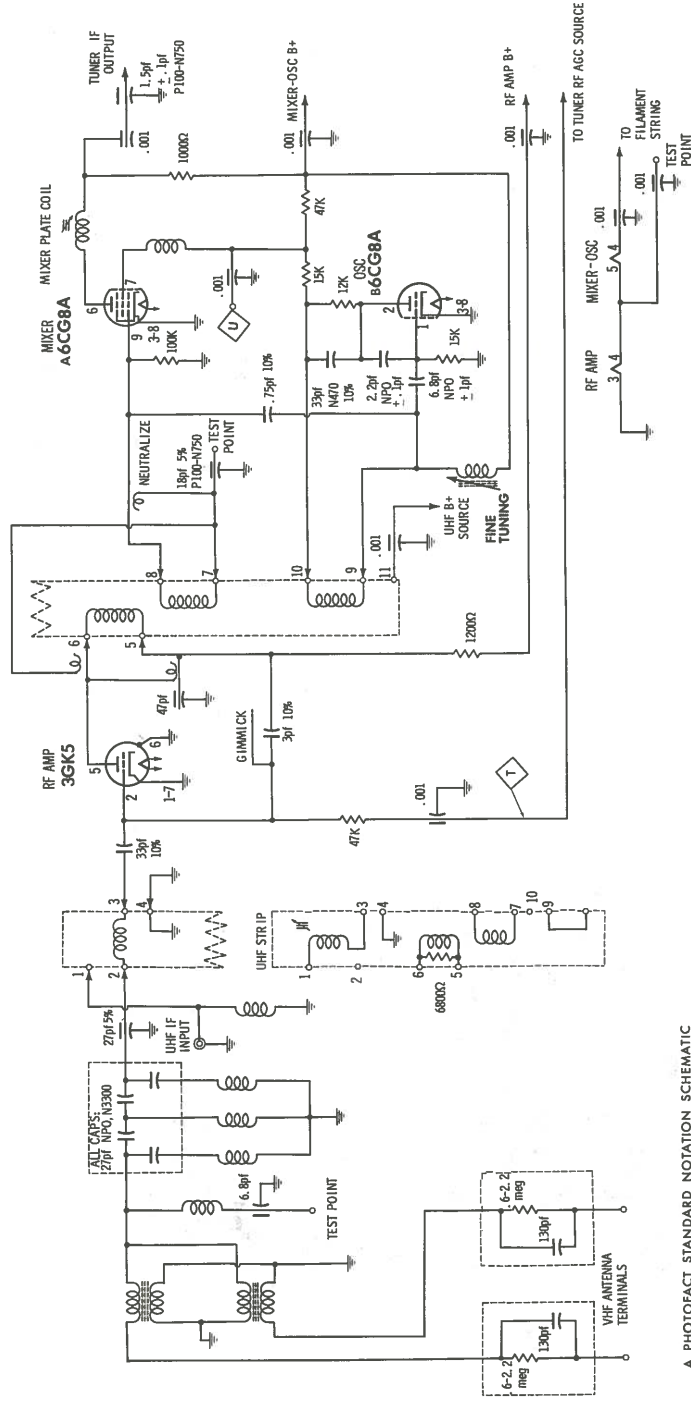 VHF ANTENNA
TERMINALS
.6-2.2
meg
130pf
.6-2.2
meg
130pf
TEST POINT
6.8pf
ALL CAPS:
27pf NPO, N3300
27pf 5%
UHF IF
INPUT
1
2
3
4
33pf
10%
RF AMP
3GK5
2
5
6
1-7
47K
.001
T
GIMMICK
3pf 10%
47pf
6
5
1200Ω
8
7
10
9
11
NEUTRALIZE
18pf 5%
P100-N750
TEST
POINT
.001
UHF B+
SOURCE
FINE
TUNING
MIXER
A6CG8A
6
7
9
3-8
100K
MIXER PLATE COIL
.75pf 10%
.001
U
15K
47K
1000Ω
33pf
N470
10%
12K
2.2pf
NPO
±.1pf
6.8pf
NPO
±1pf
15K
OSC
B6CG8A
2
1
3-8
.001
TUNER IF
OUTPUT
1.5pf
±.1pf
P100-N750
.001
MIXER-OSC B+
.001
RF AMP B+
TO TUNER RF AGC SOURCE
UHF STRIP
1
2
3
4
6
5
6800Ω
8
7
10
9
RF AMP
3 4
MIXER-OSC
5 4
.001
TO
FILAMENT
STRING
.001
TEST
POINT
A PHOTOFACT STANDARD NOTATION SCHEMATIC